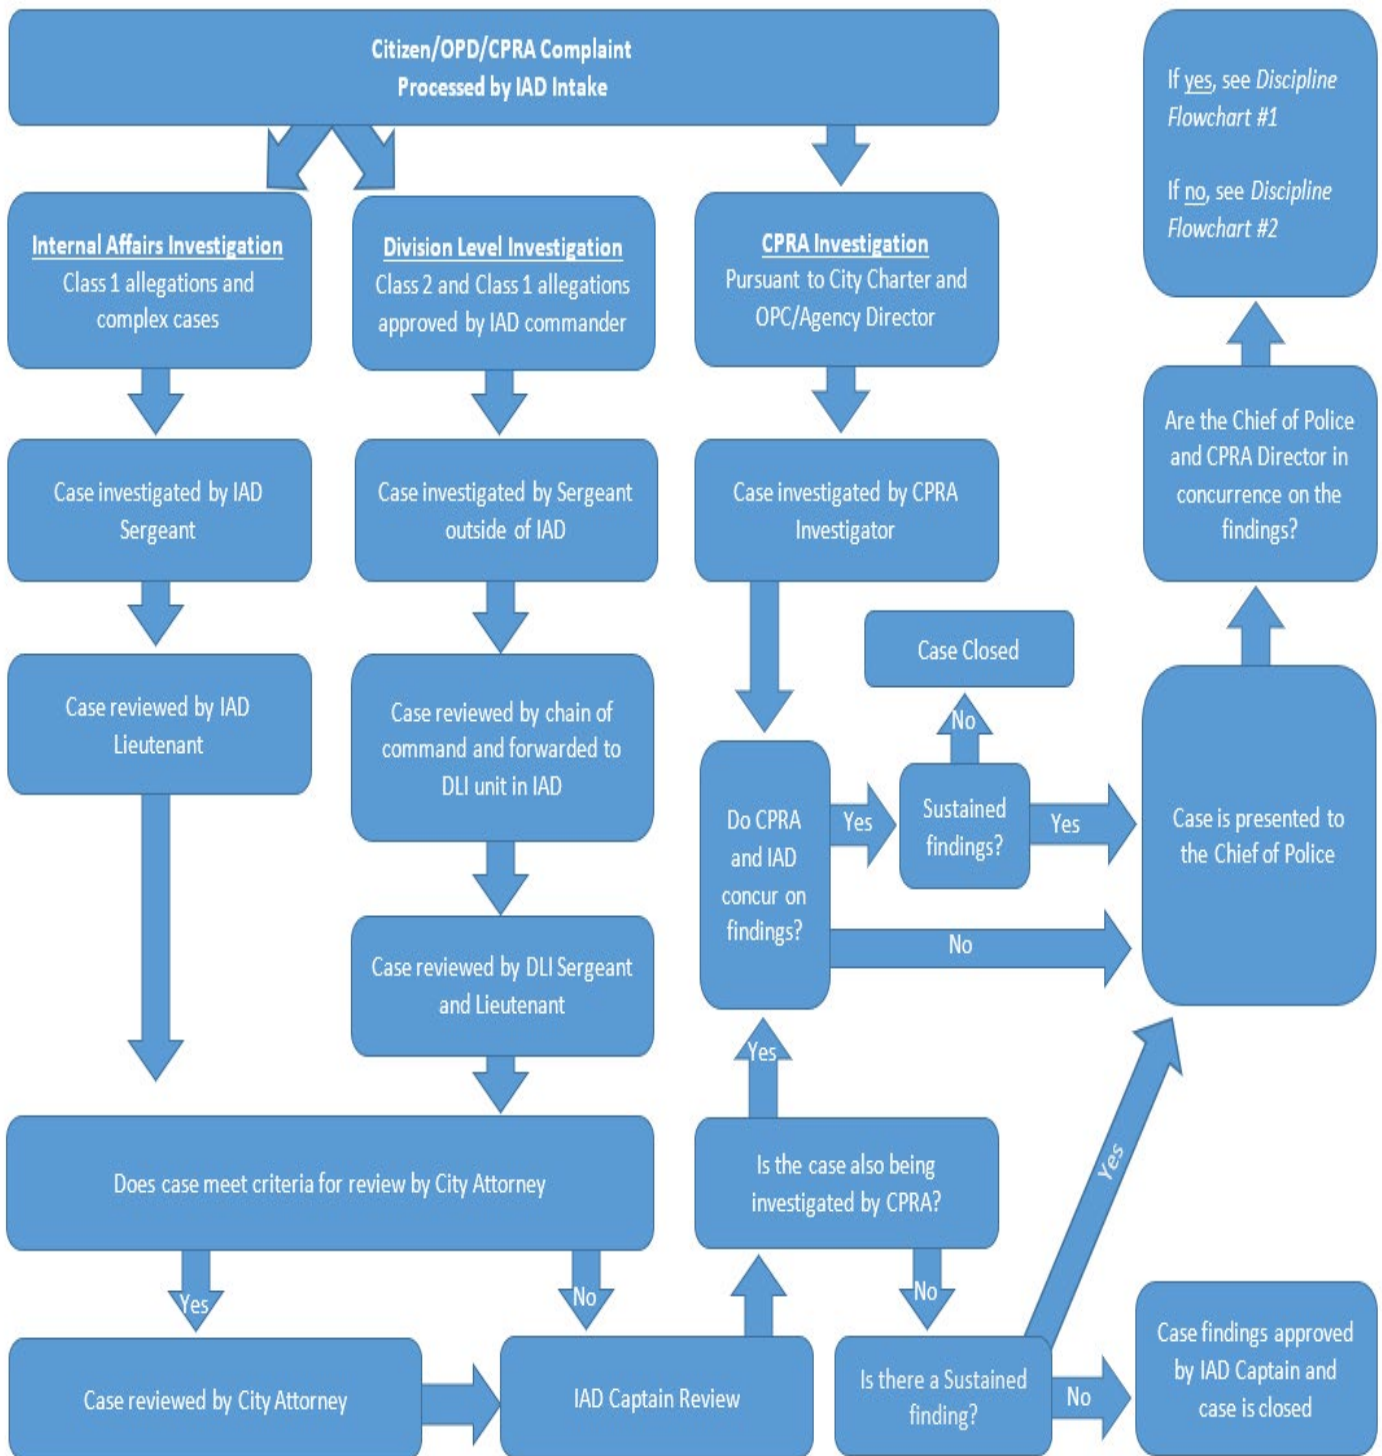 Citizen/OPD/CPRA Complaint
Processed by IAD Intake
Internal Affairs Investigation
Class 1 allegations and
complex cases
Division Level Investigation
Class 2 and Class 1 allegations
approved by IAD commander
CPRA Investigation
Pursuant to City Charter and
OPC/Agency Director
If yes, see Discipline
Flowchart #1
If no, see Discipline
Flowchart #2
Case investigated by IAD
Sergeant
Case investigated by Sergeant
outside of IAD
Case investigated by CPRA
Investigator
Are the Chief of Police
and CPRA Director in
concurrence on the
findings?
Case reviewed by IAD
Lieutenant
Case reviewed by chain of
command and forwarded to
DLI unit in IAD
Case Closed
No
Do CPRA
and IAD
concur on
findings?
Yes
Sustained
findings?
Yes
Case is presented to
the Chief of Police
No
Case reviewed by DLI Sergeant
and Lieutenant
Yes
Does case meet criteria for review by City Attorney
Is the case also being
investigated by CPRA?
Yes
Yes
No
No
Case reviewed by City Attorney
IAD Captain Review
Is there a Sustained
finding?
No
Case findings approved
by IAD Captain and
case is closed